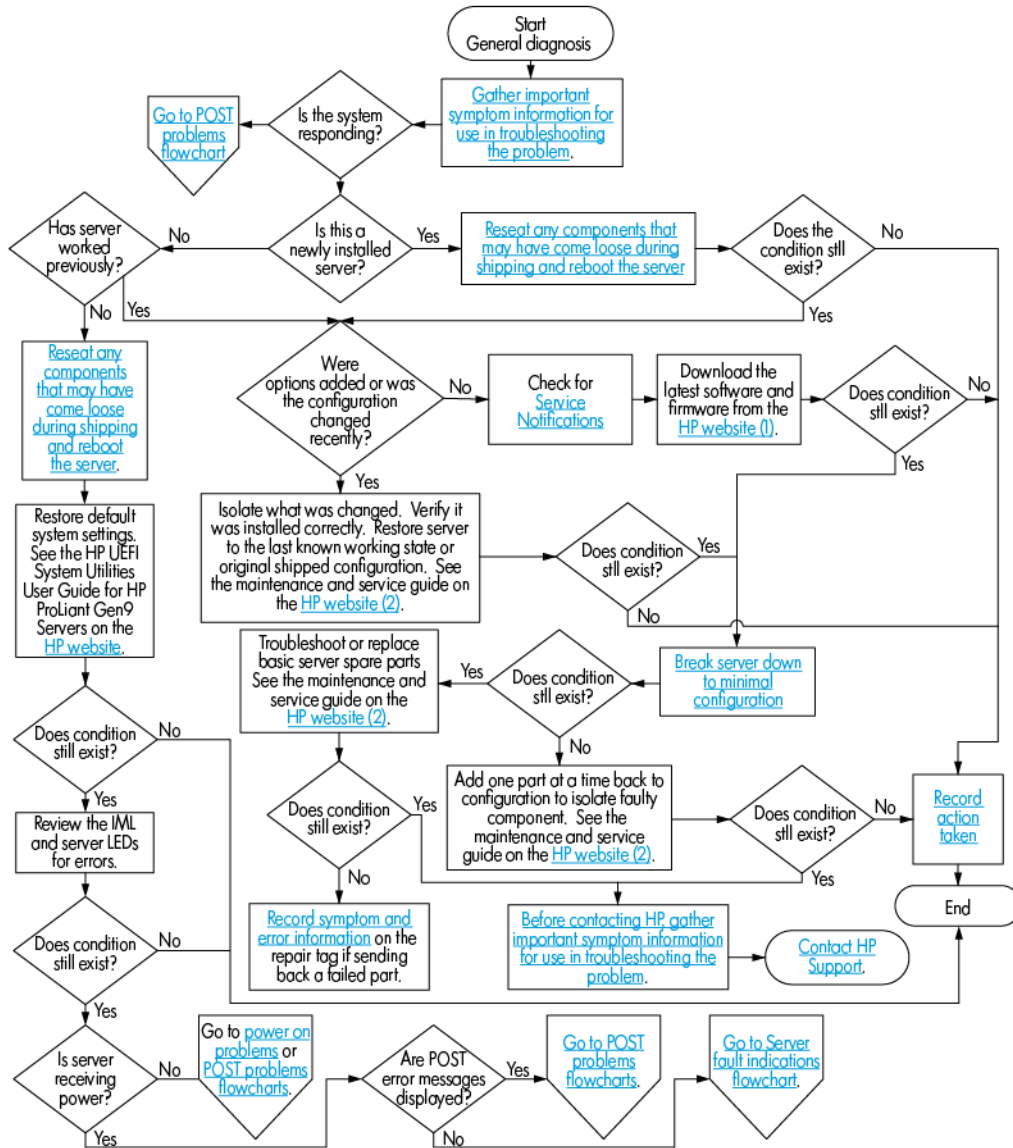 Start
General diagnosis
Gather important
symptom information for
use in troubleshooting
the problem.
Is the system
responding?
Go to POST
problems
flowchart
Has server
worked
previously?
No
Is this a
newly installed
server?
Yes
Reseat any components that
may have come loose during
shipping and reboot the server
Does the
condition stll
exist?
No
No
Yes
Yes
Reseat any
components
that may have
come loose
during shipping
and reboot
the server.
Were
options added or was
the configuration
changed
recently?
No
Check for
Service
Notifications
Download the
latest software and
firmware from the
HP website (1).
Does condition
stll exist?
No
Yes
Yes
Restore default
system settings.
See the HP UEFI
System Utilities
User Guide for HP
ProLiant Gen9
Servers on the
HP website.
Isolate what was changed. Verify it
was installed correctly. Restore server
to the last known working state or
original shipped configuration. See
the maintenance and service guide on
the HP website (2).
Does condition
stll exist?
Yes
No
Troubleshoot or replace
basic server spare parts
See the maintenance and
service guide on the
HP website (2).
Yes
Does condition
stll exist?
Break server down
to minimal
configuration
No
Does condition
still exist?
No
Yes
Add one part at a time back to
configuration to isolate faulty
component. See the
maintenance and service
guide on the HP website (2).
Does condition
still exist?
Yes
Does condition
stll exist?
No
Record
action
taken
Review the IML
and server LEDs
for errors.
No
Yes
End
Does condition
still exist?
No
Record symptom and
error information on the
repair tag if sending
back a failed part.
Before contacting HP, gather
important symptom information
for use in troubleshooting the
problem.
Contact HP
Support.
Yes
Is server
receiving
power?
No
Go to power on
problems or
POST problems
flowcharts.
Are POST
error messages
displayed?
Yes
Go to POST
problems
flowcharts.
Go to Server
fault indications
flowchart.
Yes
No